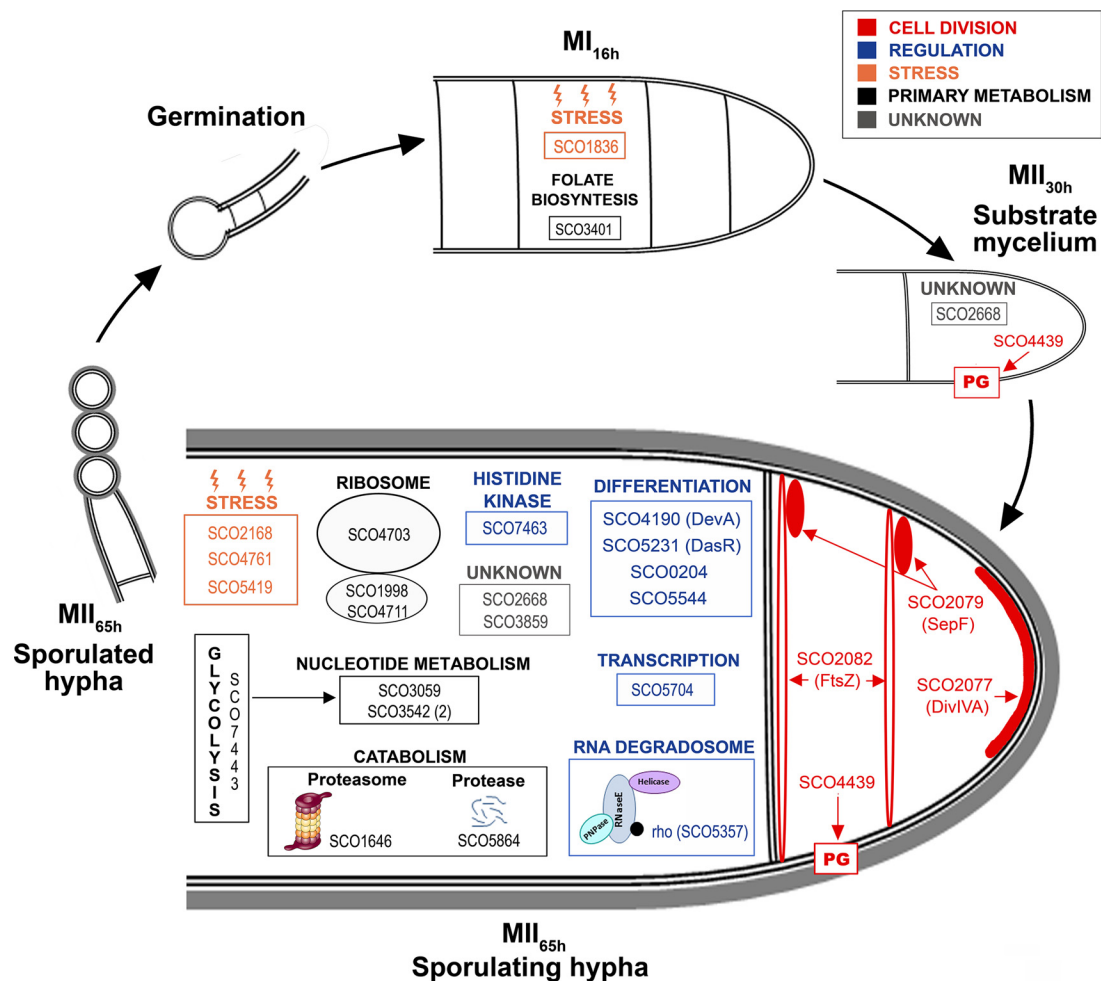 CELL DIVISION
REGULATION
STRESS
PRIMARY METABOLISM
UNKNOWN
MI16h
Germination
STRESS
SCO1836
FOLATE
BIOSYNTESIS
SCO3401
MII30h
Substrate
mycelium
UNKNOWN
SCO2668
SCO4439
PG
MII65h
Sporulated
hypha
STRESS
SCO2168
SCO4761
SCO5419
RIBOSOME
SCO4703
SCO1998
SCO4711
HISTIDINE
KINASE
SCO7463
UNKNOWN
SCO2668
SCO3859
DIFFERENTIATION
SCO4190 (DevA)
SCO5231 (DasR)
SCO0204
SCO5544
GLYCOLYSIS
SCO7443
NUCLEOTIDE METABOLISM
SCO3059
SCO3542 (2)
TRANSCRIPTION
SCO5704
CATABOLISM
Proteasome
SCO1646
Protease
SCO5864
RNA DEGRADOSOME
Helicase
RNaseE
PNPase
rho (SCO5357)
SCO2079
(SepF)
SCO2082
(FtsZ)
SCO2077
(DivIVA)
SCO4439
PG
MII65h
Sporulating hypha